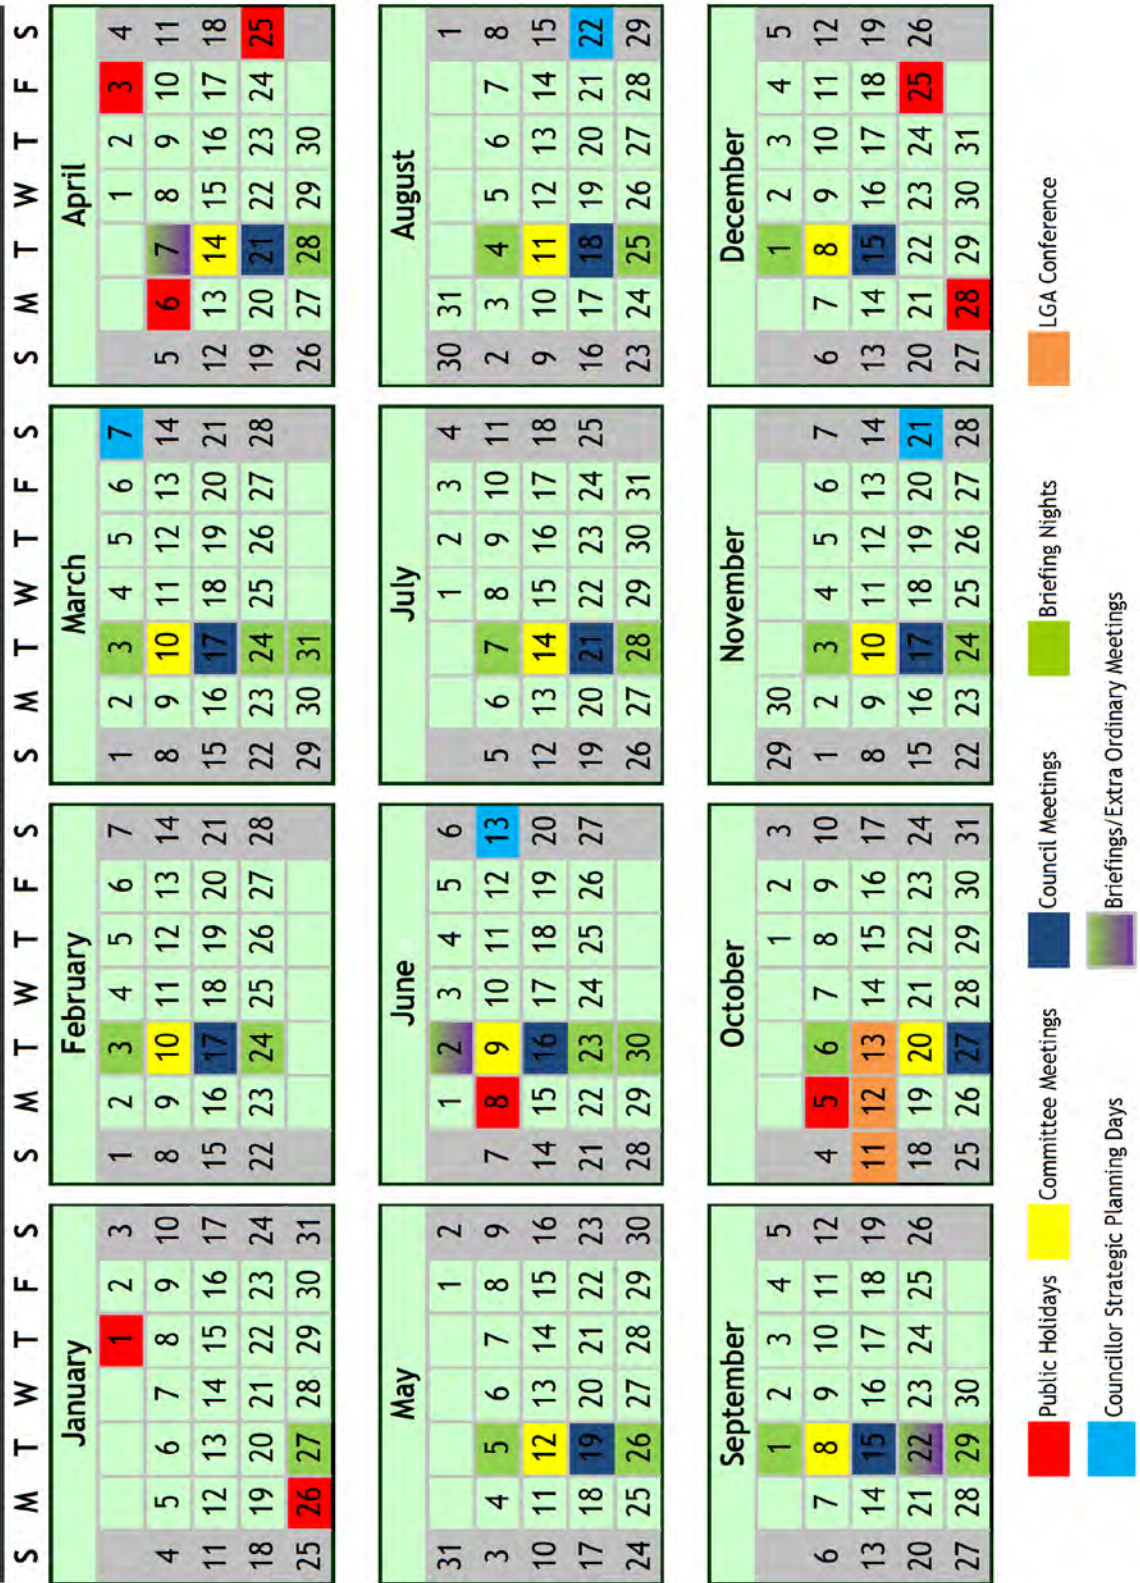 S M T W T F S S M T W T F S S M T W T F S S M T W T F S
January
1 2 3
4 5 6 7 8 9 10
11 12 13 14 15 16 17
18 19 20 21 22 23 24
25 26 27 28 29 30 31
February
1 2 3 4 5 6 7
8 9 10 11 12 13 14
15 16 17 18 19 20 21
22 23 24 25 26 27 28
March
1 2 3 4 5 6 7
8 9 10 11 12 13 14
15 16 17 18 19 20 21
22 23 24 25 26 27 28
29 30 31
April
1 2 3 4
5 6 7 8 9 10 11
12 13 14 15 16 17 18
19 20 21 22 23 24 25
26 27 28 29 30
May
31 1 2
3 4 5 6 7 8 9
10 11 12 13 14 15 16
17 18 19 20 21 22 23
24 25 26 27 28 29 30
June
1 2 3 4 5 6
7 8 9 10 11 12 13
14 15 16 17 18 19 20
21 22 23 24 25 26 27
28 29 30
July
1 2 3 4
5 6 7 8 9 10 11
12 13 14 15 16 17 18
19 20 21 22 23 24 25
26 27 28 29 30 31
August
30 31 1
2 3 4 5 6 7 8
9 10 11 12 13 14 15
16 17 18 19 20 21 22
23 24 25 26 27 28 29
September
1 2 3 4 5
6 7 8 9 10 11 12
13 14 15 16 17 18 19
20 21 22 23 24 25 26
27 28 29 30
October
1 2 3
4 5 6 7 8 9 10
11 12 13 14 15 16 17
18 19 20 21 22 23 24
25 26 27 28 29 30 31
November
29 30
1 2 3 4 5 6 7
8 9 10 11 12 13 14
15 16 17 18 19 20 21
22 23 24 25 26 27 28
December
1 2 3 4 5
6 7 8 9 10 11 12
13 14 15 16 17 18 19
20 21 22 23 24 25 26
27 28 29 30 31
Public Holidays Committee Meetings Council Meetings Briefing Nights LGA Conference
Councillor Strategic Planning Days Briefings/Extra Ordinary Meetings